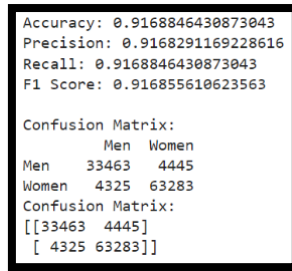 Accuracy: 0.9168846430873043
Precision: 0.9168291169228616
Recall: 0.9168846430873043
F1 Score: 0.916855610623563
Confusion Matrix:
Men Women
Men 33463 4445
Women 4325 63283
Confusion Matrix:
[[33463 4445]
[ 4325 63283]]